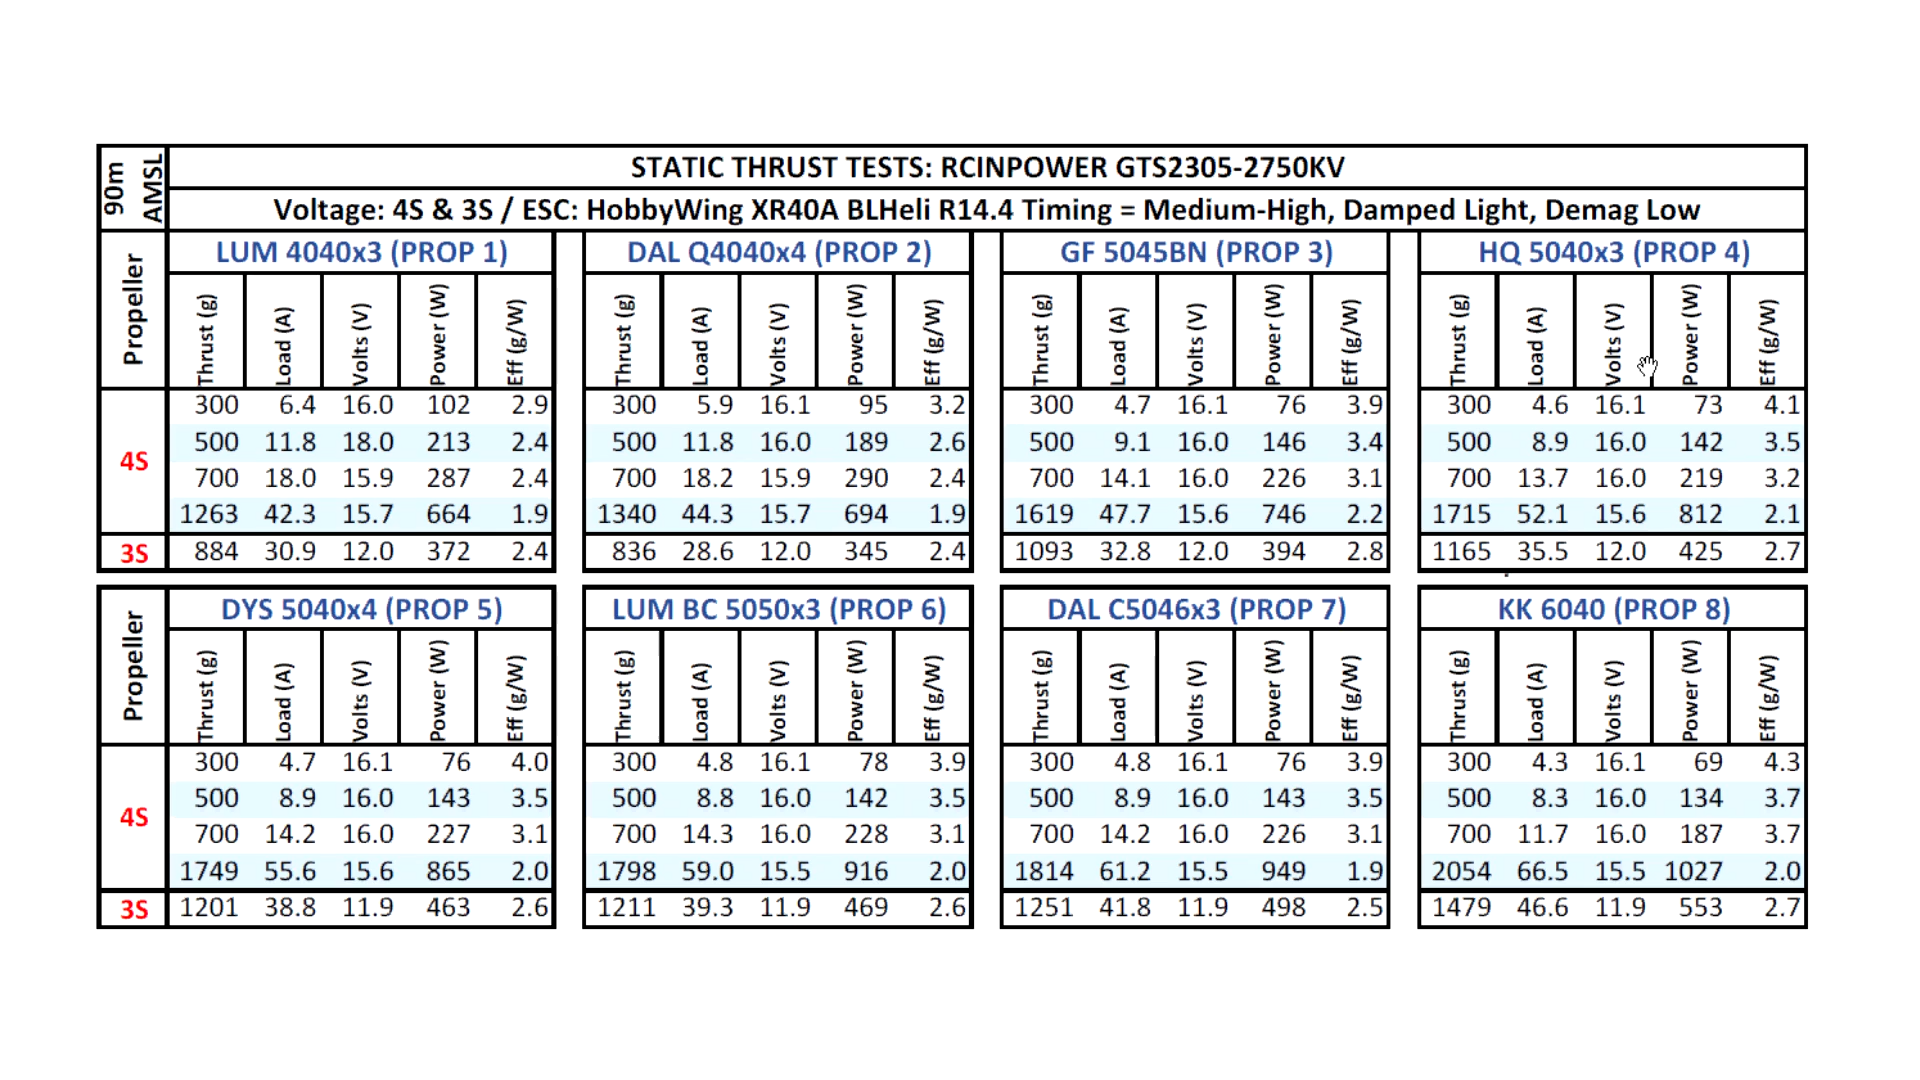 90m AMSL
STATIC THRUST TESTS: RCINPOWER GTS2305-2750KV
Voltage: 4S & 3S / ESC: HobbyWing XR40A BLHeli R14.4 Timing = Medium-High, Damped Light, Demag Low
Propeller LUM 4040x3 (PROP 1) DAL Q4040x4 (PROP 2) GF 5045BN (PROP 3) HQ 5040x3 (PROP 4)
Thrust (g) Load (A) Volts (V) Power (W) Eff (g/W) Thrust (g) Load (A) Volts (V) Power (W) Eff (g/W) Thrust (g) Load (A) Volts (V) Power (W) Eff (g/W) Thrust (g) Load (A) Volts (V) Power (W) Eff (g/W)
4S
300 6.4 16.0 102 2.9 300 5.9 16.1 95 3.2 300 4.7 16.1 76 3.9 300 4.6 16.1 73 4.1
500 11.8 18.0 213 2.4 500 11.8 16.0 189 2.6 500 9.1 16.0 146 3.4 500 8.9 16.0 142 3.5
700 18.0 15.9 287 2.4 700 18.2 15.9 290 2.4 700 14.1 16.0 226 3.1 700 13.7 16.0 219 3.2
1263 42.3 15.7 664 1.9 1340 44.3 15.7 694 1.9 1619 47.7 15.6 746 2.2 1715 52.1 15.6 812 2.1
3S 884 30.9 12.0 372 2.4 836 28.6 12.0 345 2.4 1093 32.8 12.0 394 2.8 1165 35.5 12.0 425 2.7
Propeller DYS 5040x4 (PROP 5) LUM BC 5050x3 (PROP 6) DAL C5046x3 (PROP 7) KK 6040 (PROP 8)
Thrust (g) Load (A) Volts (V) Power (W) Eff (g/W) Thrust (g) Load (A) Volts (V) Power (W) Eff (g/W) Thrust (g) Load (A) Volts (V) Power (W) Eff (g/W) Thrust (g) Load (A) Volts (V) Power (W) Eff (g/W)
4S
300 4.7 16.1 76 4.0 300 4.8 16.1 78 3.9 300 4.8 16.1 76 3.9 300 4.3 16.1 69 4.3
500 8.9 16.0 143 3.5 500 8.8 16.0 142 3.5 500 8.9 16.0 143 3.5 500 8.3 16.0 134 3.7
700 14.2 16.0 227 3.1 700 14.3 16.0 228 3.1 700 14.2 16.0 226 3.1 700 11.7 16.0 187 3.7
1749 55.6 15.6 865 2.0 1798 59.0 15.5 916 2.0 1814 61.2 15.5 949 1.9 2054 66.5 15.5 1027 2.0
3S 1201 38.8 11.9 463 2.6 1211 39.3 11.9 469 2.6 1251 41.8 11.9 498 2.5 1479 46.6 11.9 553 2.7